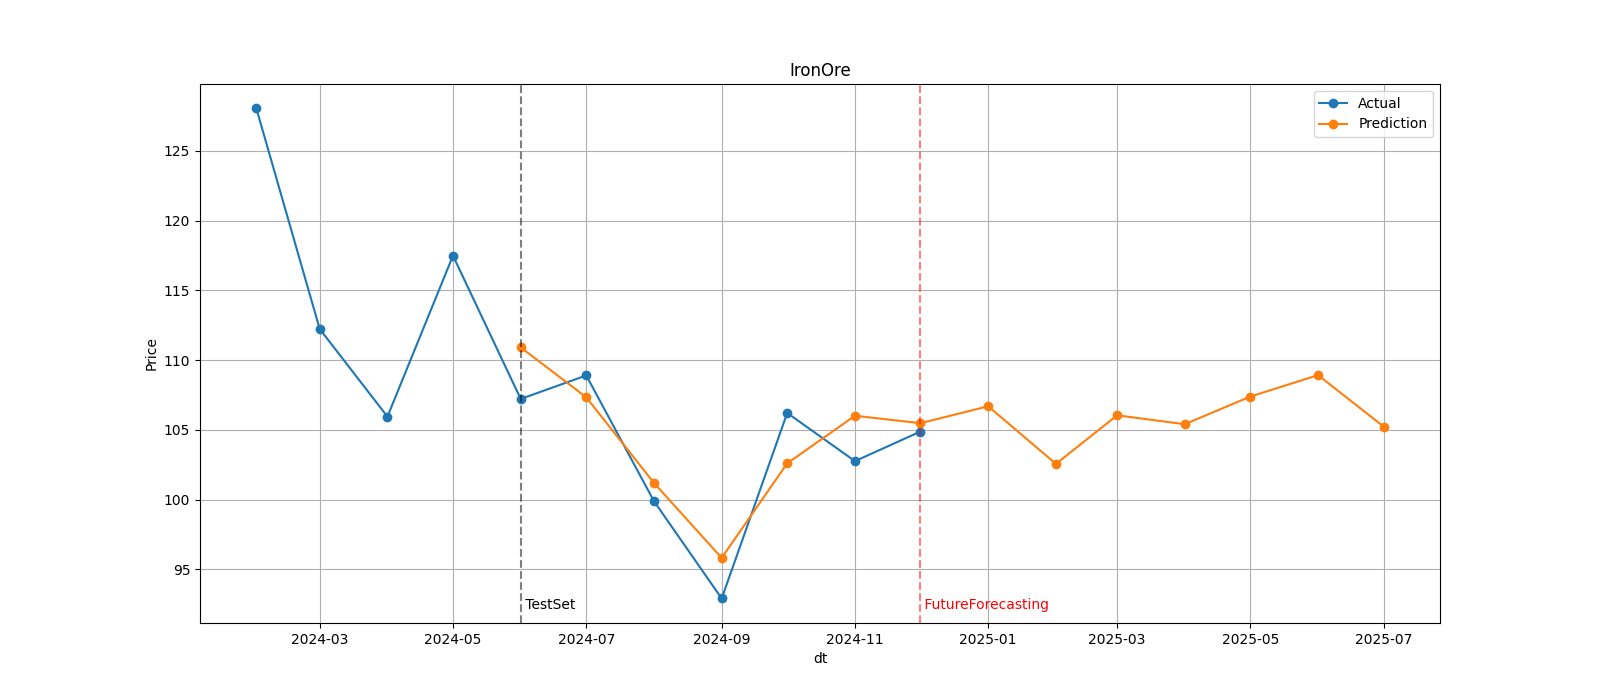 IronOre
Actual
Prediction
125
120
115
110
105
100
95
Price
TestSet
FutureForecasting
2024-03 2024-05 2024-07 2024-09 2024-11 2025-01 2025-03 2025-05 2025-07
dt